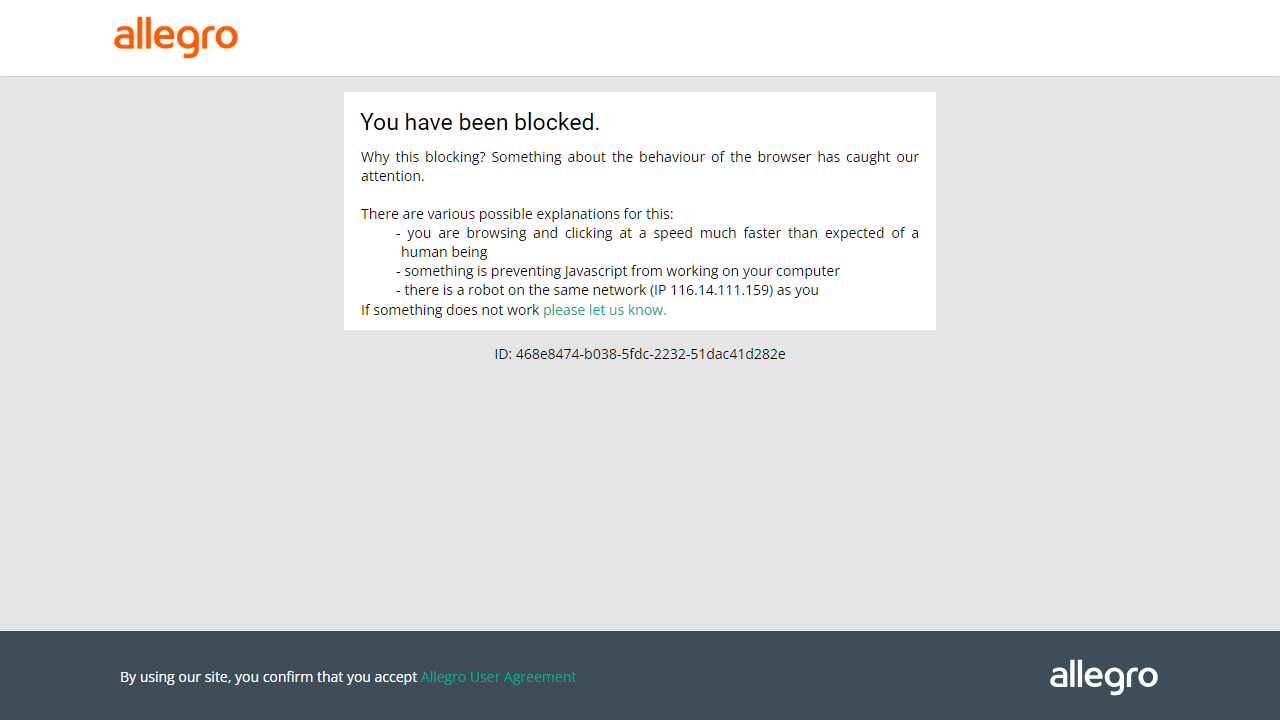 allegro
You have been blocked.
Why this blocking? Something about the behaviour of the browser has caught our
attention.
There are various possible explanations for this:
- you are browsing and clicking at a speed much faster than expected of a
human being
- something is preventing Javascript from working on your computer
- there is a robot on the same network (IP 116.14.111.159) as you
If something does not work please let us know.
ID: 468e8474-b038-5fdc-2232-51dac41d282e
By using our site, you confirm that you accept Allegro User Agreement
allegro